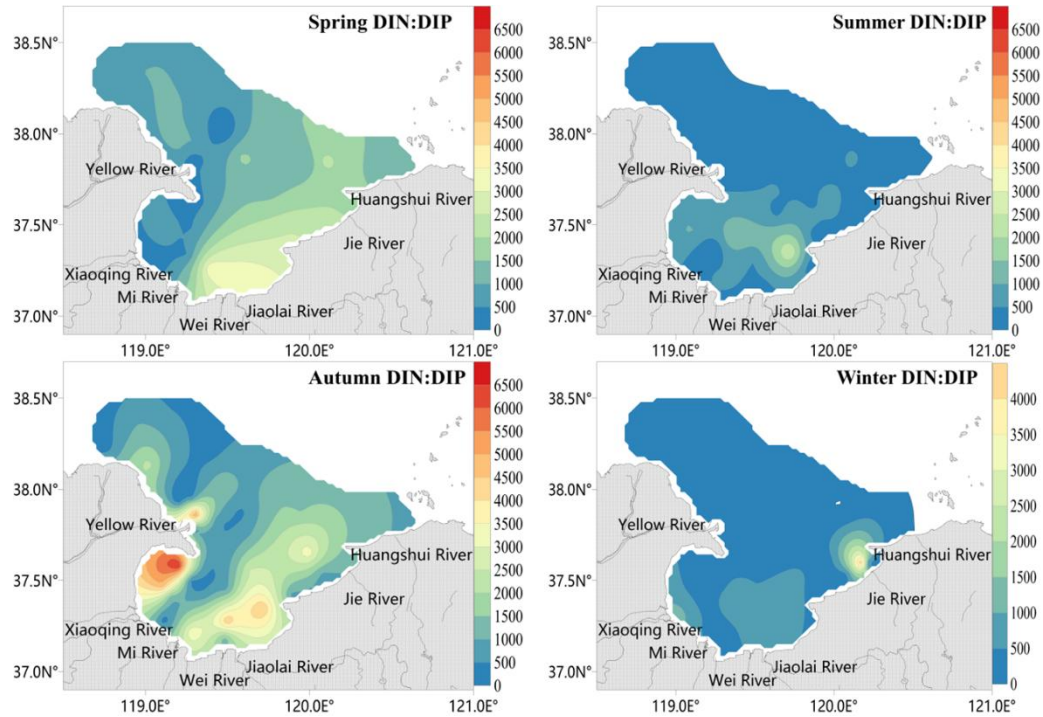 Spring DIN:DIP
38.5N°
38.0N°
37.5N°
37.0N°
Yellow River
Huangshui River
Jie River
Xiaoqing River
Mi River
Jiaolai River
Wei River
119.0E°
120.0E°
121.0E°
6500
6000
5500
5000
4500
4000
3500
3000
2500
2000
1500
1000
500
0
Summer DIN:DIP
38.5N°
38.0N°
37.5N°
37.0N°
Yellow River
Huangshui River
Jie River
Xiaoqing River
Mi River
Jiaolai River
Wei River
119.0E°
120.0E°
121.0E°
6500
6000
5500
5000
4500
4000
3500
3000
2500
2000
1500
1000
500
0
Autumn DIN:DIP
38.5N°
38.0N°
37.5N°
37.0N°
Yellow River
Huangshui River
Jie River
Xiaoqing River
Mi River
Jiaolai River
Wei River
119.0E°
120.0E°
121.0E°
6500
6000
5500
5000
4500
4000
3500
3000
2500
2000
1500
1000
500
0
Winter DIN:DIP
38.5N°
38.0N°
37.5N°
37.0N°
Yellow River
Huangshui River
Jie River
Xiaoqing River
Mi River
Jiaolai River
Wei River
119.0E°
120.0E°
121.0E°
4000
3500
3000
2500
2000
1500
1000
500
0